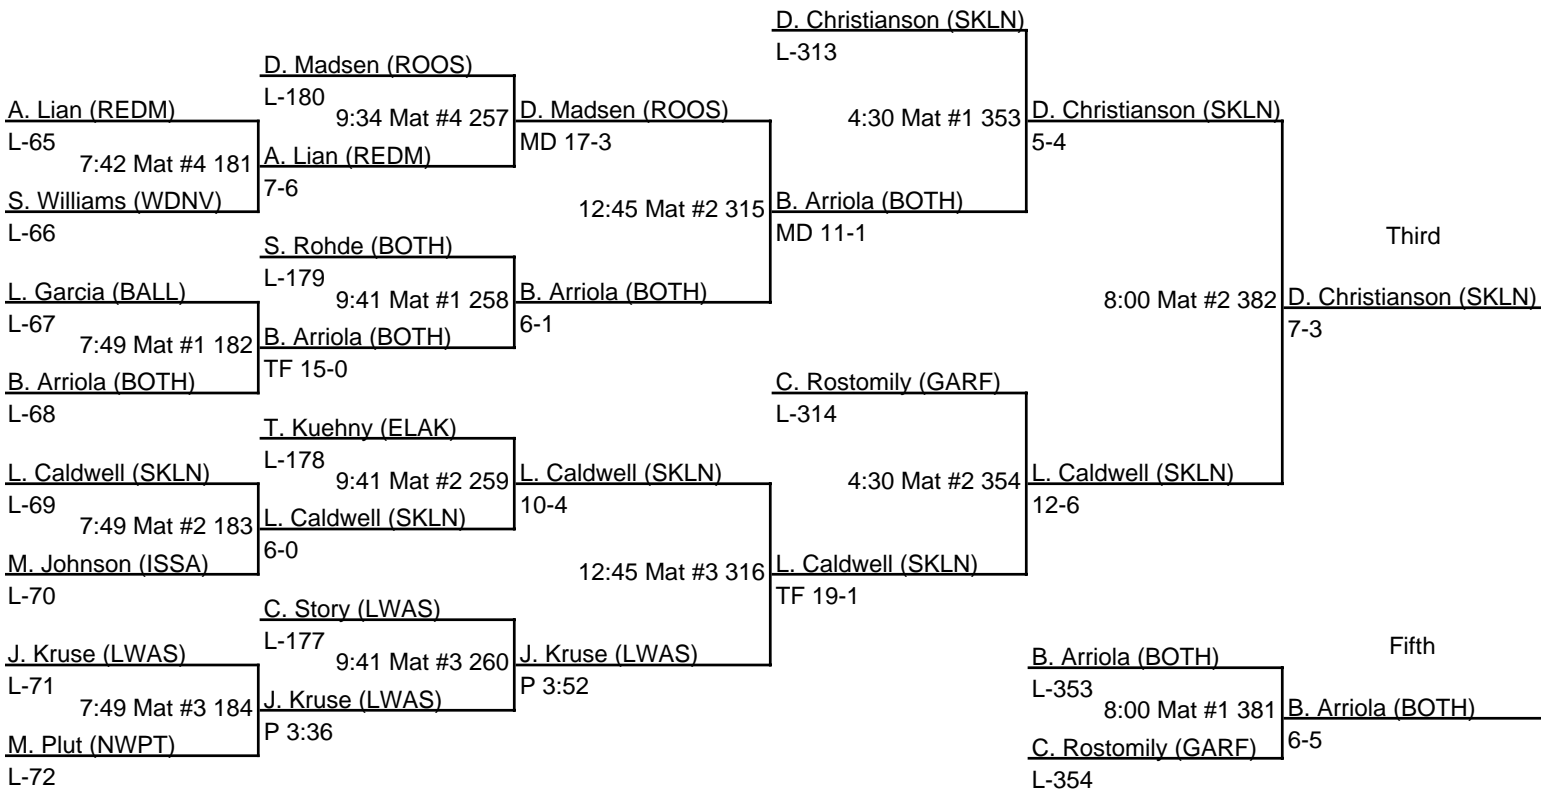 D. Christianson (SKLN)
L-313
D. Madsen (ROOS)
L-180
A. Lian (REDM)
9:34 Mat #4 257
D. Madsen (ROOS)
4:30 Mat #1 353
D. Christianson (SKLN)
L-65
MD 17-3
5-4
7:42 Mat #4 181
A. Lian (REDM)
7-6
S. Williams (WDNV)
12:45 Mat #2 315
B. Arriola (BOTH)
L-66
MD 11-1
Third
S. Rohde (BOTH)
L-179
L. Garcia (BALL)
9:41 Mat #1 258
B. Arriola (BOTH)
8:00 Mat #2 382
D. Christianson (SKLN)
L-67
6-1
7-3
7:49 Mat #1 182
B. Arriola (BOTH)
TF 15-0
B. Arriola (BOTH)
C. Rostomily (GARF)
L-68
L-314
T. Kuehny (ELAK)
L-178
L. Caldwell (SKLN)
9:41 Mat #2 259
L. Caldwell (SKLN)
4:30 Mat #2 354
L. Caldwell (SKLN)
L-69
10-4
12-6
7:49 Mat #2 183
L. Caldwell (SKLN)
6-0
M. Johnson (ISSA)
12:45 Mat #3 316
L. Caldwell (SKLN)
L-70
TF 19-1
C. Story (LWAS)
L-177
Fifth
J. Kruse (LWAS)
9:41 Mat #3 260
J. Kruse (LWAS)
B. Arriola (BOTH)
L-71
P 3:52
L-353
7:49 Mat #3 184
J. Kruse (LWAS)
8:00 Mat #1 381
B. Arriola (BOTH)
P 3:36
6-5
M. Plut (NWPT)
C. Rostomily (GARF)
L-72
L-354